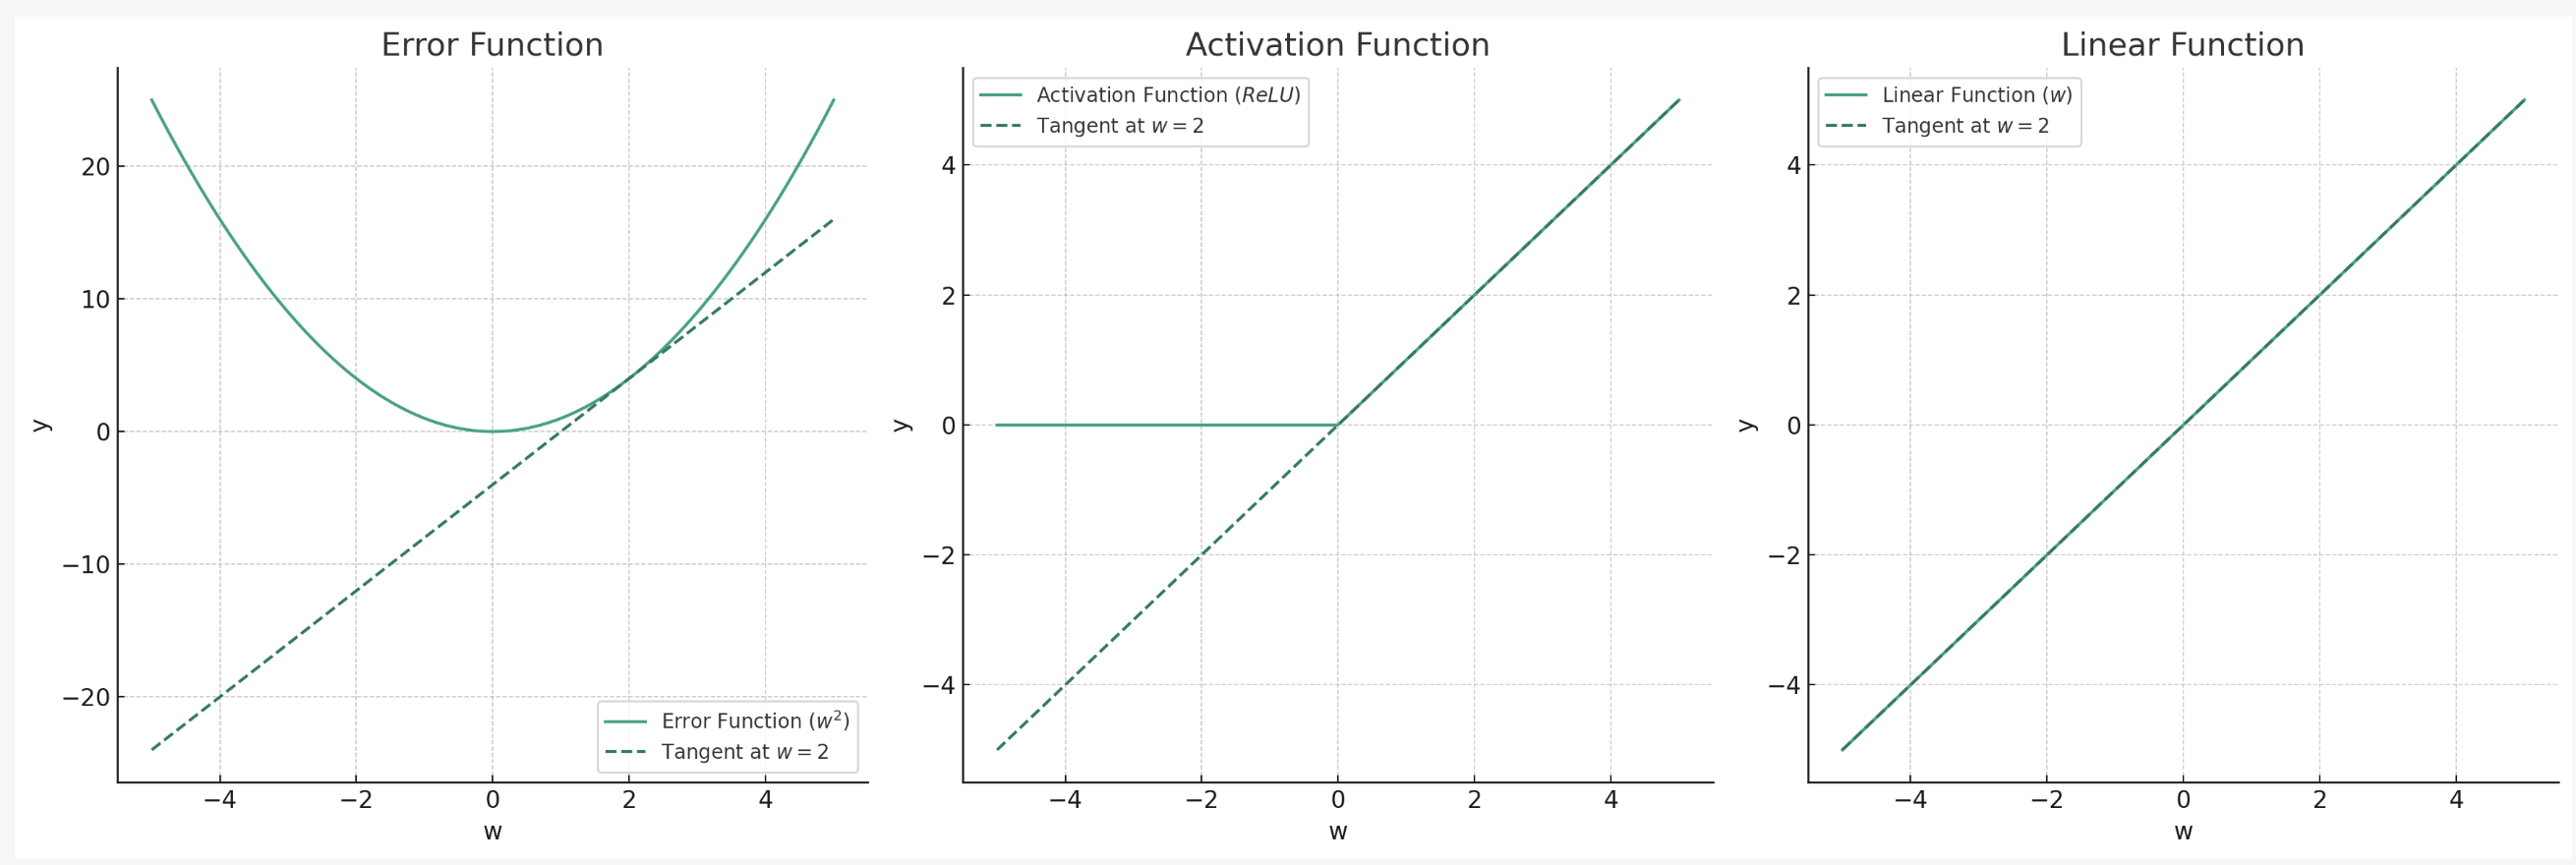 Error Function
20
10
0
−10
−20
y
−4 −2 0 2 4
w
Error Function (w²)
Tangent at w = 2
Activation Function
Activation Function (ReLU)
Tangent at w = 2
4
2
0
−2
−4
y
−4 −2 0 2 4
w
Linear Function
Linear Function (w)
Tangent at w = 2
4
2
0
−2
−4
y
−4 −2 0 2 4
w